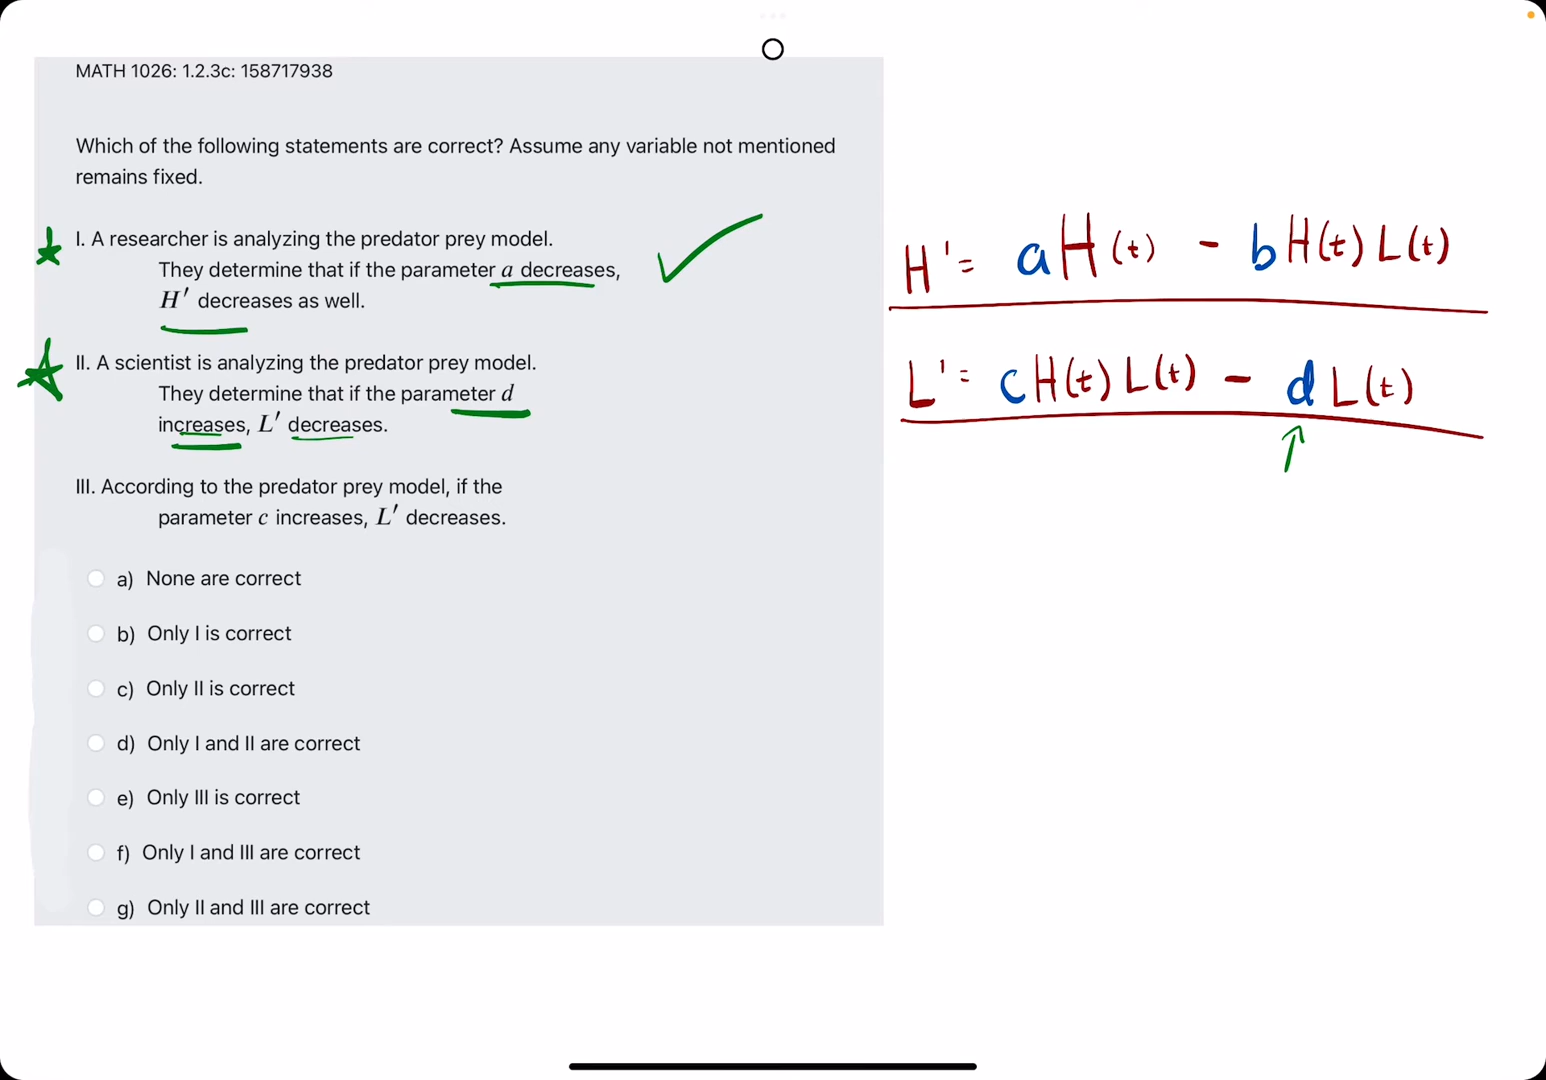 MATH 1026: 1.2.3c: 158717938
Which of the following statements are correct? Assume any variable not mentioned
remains fixed.
I. A researcher is analyzing the predator prey model.
They determine that if the parameter a decreases,
H′ decreases as well.
II. A scientist is analyzing the predator prey model.
They determine that if the parameter d
increases, L′ decreases.
III. According to the predator prey model, if the
parameter c increases, L′ decreases.
a) None are correct
b) Only I is correct
c) Only II is correct
d) Only I and II are correct
e) Only III is correct
f) Only I and III are correct
g) Only II and III are correct
H' = aH(t) - bH(t)L(t)
L' = cH(t)L(t) - dL(t)